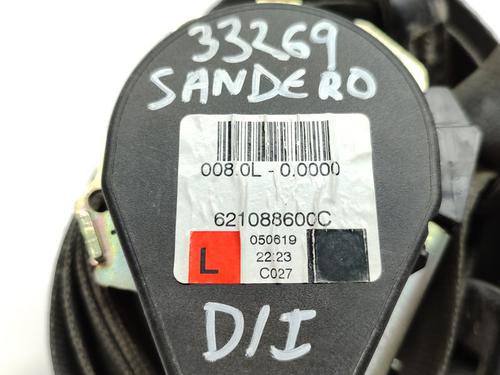 33269
SANDERO
008.0L - 0.0000
621088600C
L
050619
22:23
C027
D/I